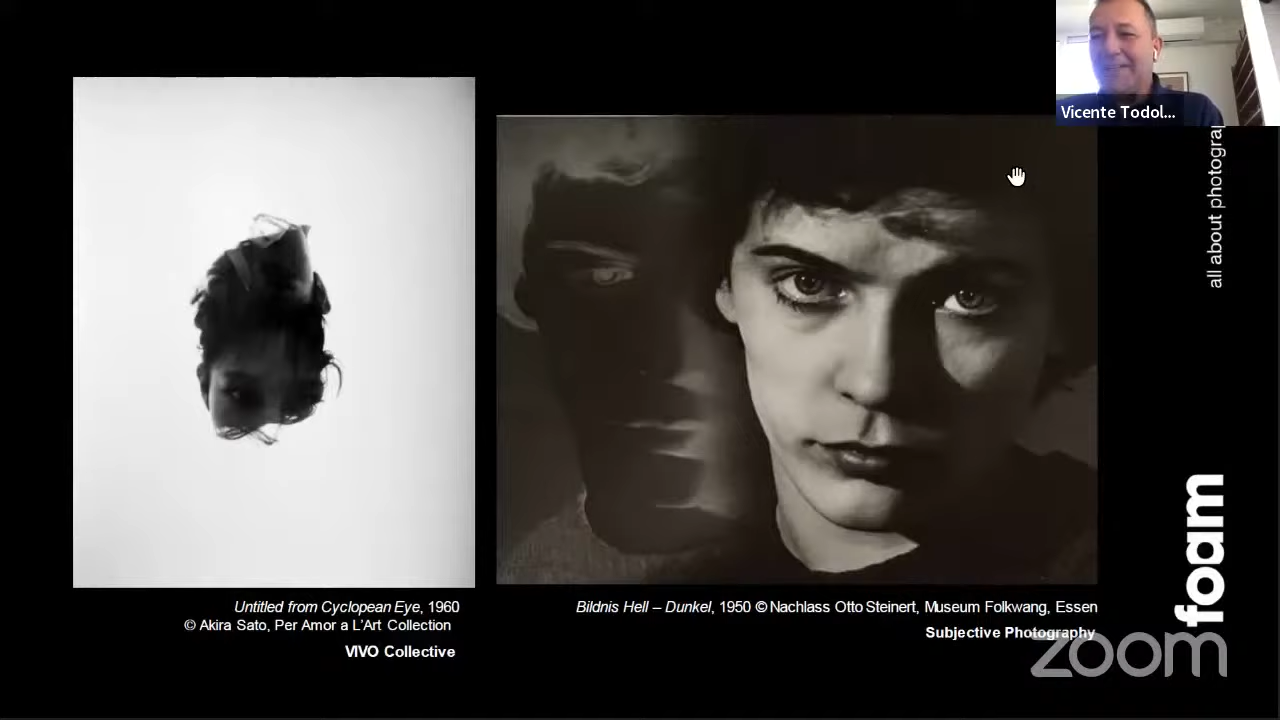 Vicente Todol...
all about photogra
foam
Untitled from Cyclopean Eye, 1960
© Akira Sato, Per Amor a L'Art Collection
VIVO Collective
Bildnis Hell – Dunkel, 1950 © Nachlass Otto Steinert, Museum Folkwang, Essen
Subjective Photography
zoom